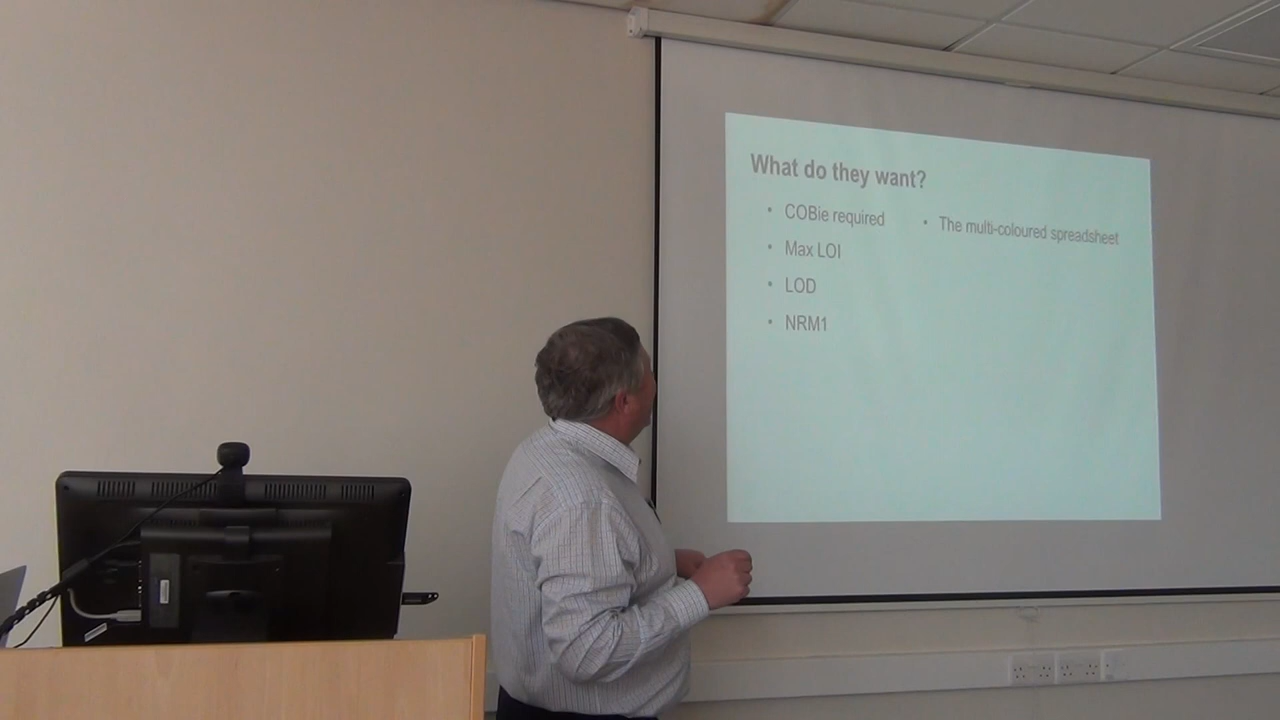 What do they want?
• COBie required
• Max LOI
• LOD
• NRM1
• The multi-coloured spreadsheet